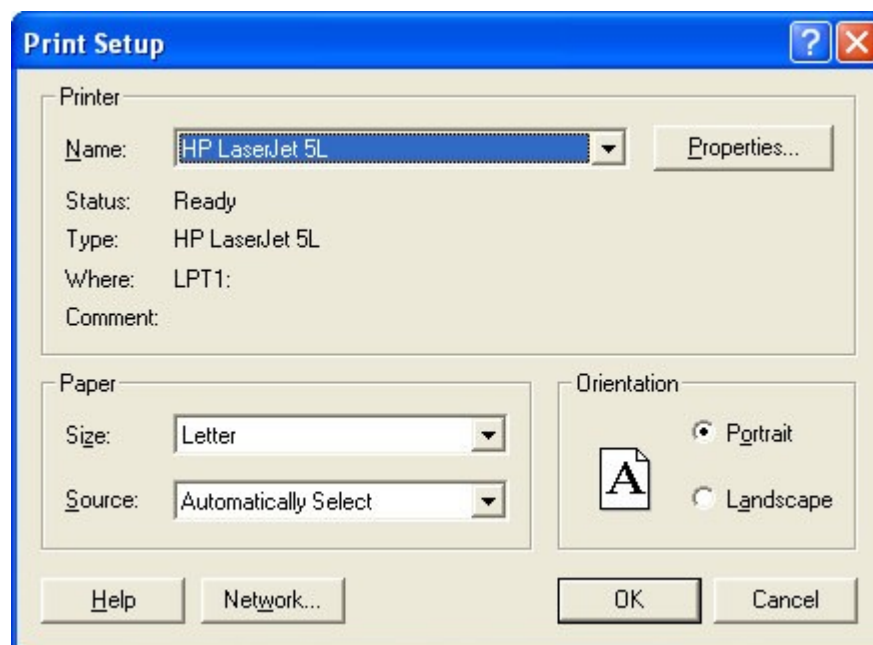 Print Setup
Printer
Name: HP LaserJet 5L Properties...
Status: Ready
Type: HP LaserJet 5L
Where: LPT1:
Comment:
Paper
Size: Letter
Source: Automatically Select
Orientation
A
Portrait
Landscape
Help Network... OK Cancel